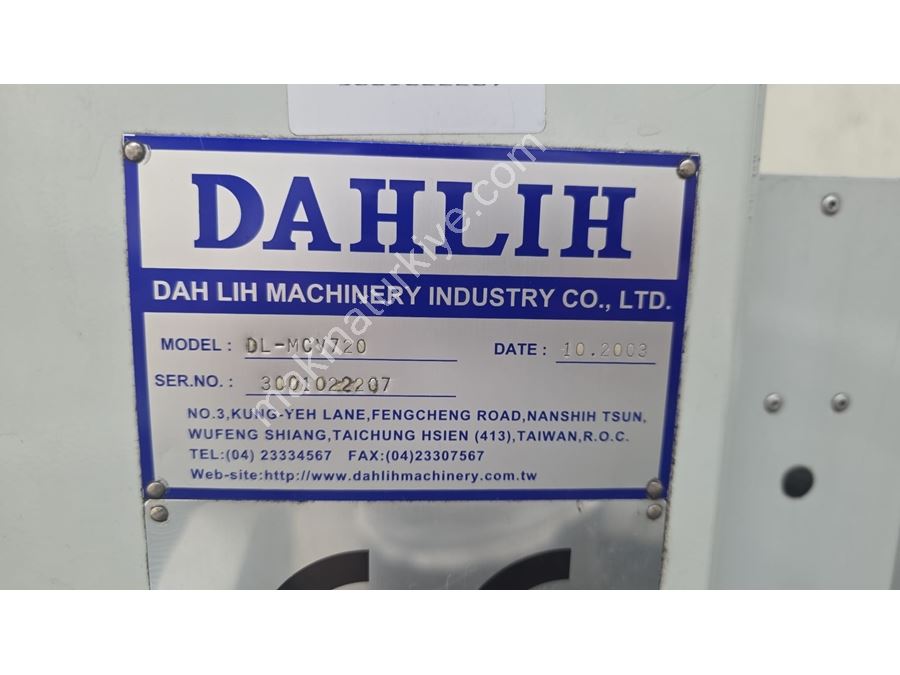 DAHLIH
DAH LIH MACHINERY INDUSTRY CO., LTD.
MODEL : DL-MCV720 DATE : 10.2003
SER.NO. : 3001022207
NO.3,KUNG-YEH LANE,FENGCHENG ROAD,NANSHIH TSUN,
WUFENG SHIANG,TAICHUNG HSIEN (413),TAIWAN,R.O.C.
TEL:(04) 23334567 FAX:(04)23307567
Web-site:http://www.dahlihmachinery.com.tw
makinaturkiye.com